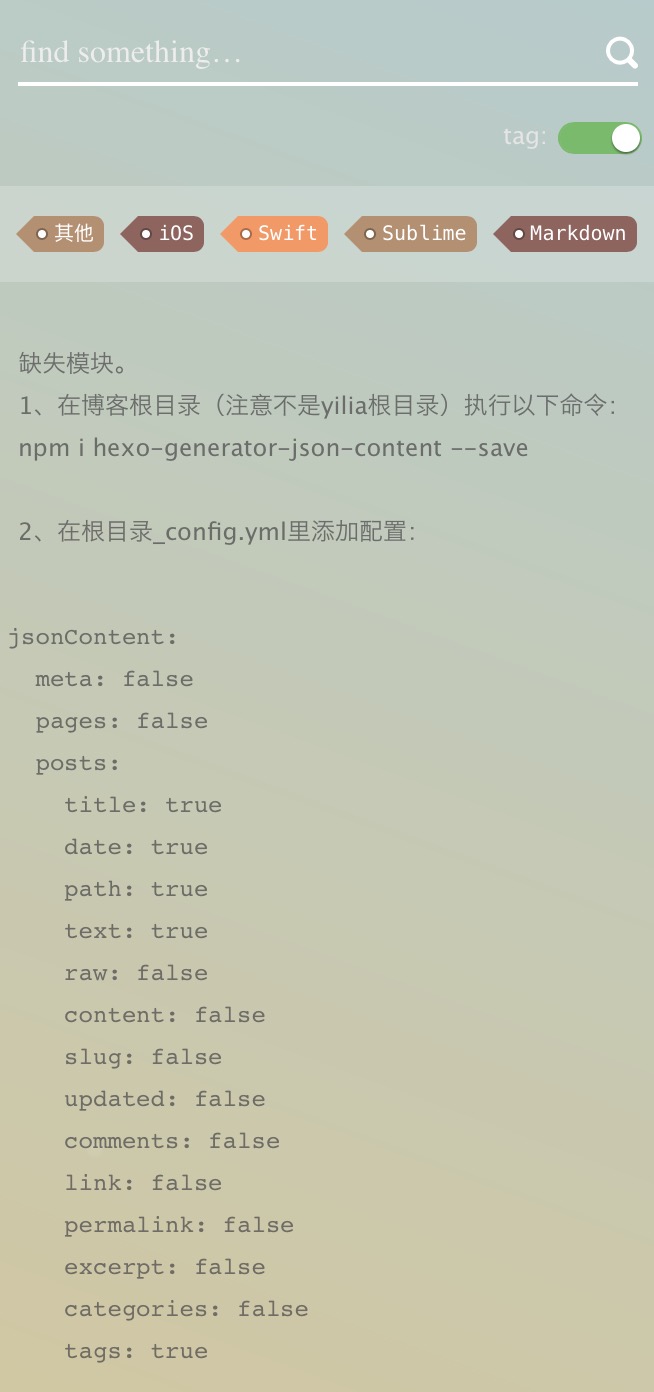 find something…
tag:
其他 iOS Swift Sublime Markdown
缺失模块。
1、在博客根目录（注意不是yilia根目录）执行以下命令：
npm i hexo-generator-json-content --save
2、在根目录_config.yml里添加配置：
jsonContent:
  meta: false
  pages: false
  posts:
    title: true
    date: true
    path: true
    text: true
    raw: false
    content: false
    slug: false
    updated: false
    comments: false
    link: false
    permalink: false
    excerpt: false
    categories: false
    tags: true